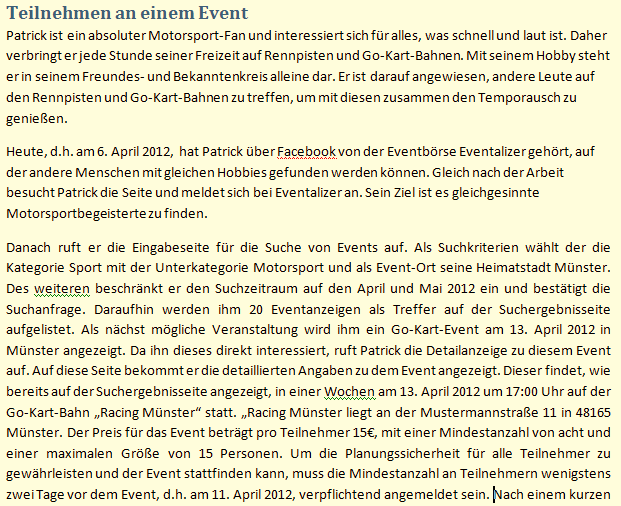 Teilnehmen an einem Event
Patrick ist ein absoluter Motorsport-Fan und interessiert sich für alles, was schnell und laut ist. Daher
verbringt er jede Stunde seiner Freizeit auf Rennpisten und Go-Kart-Bahnen. Mit seinem Hobby steht
er in seinem Freundes- und Bekanntenkreis alleine dar. Er ist darauf angewiesen, andere Leute auf
den Rennpisten und Go-Kart-Bahnen zu treffen, um mit diesen zusammen den Temporausch zu
genießen.
Heute, d.h. am 6. April 2012, hat Patrick über Facebook von der Eventbörse Eventalizer gehört, auf
der andere Menschen mit gleichen Hobbies gefunden werden können. Gleich nach der Arbeit
besucht Patrick die Seite und meldet sich bei Eventalizer an. Sein Ziel ist es gleichgesinnte
Motorsportbegeisterte zu finden.
Danach ruft er die Eingabeseite für die Suche von Events auf. Als Suchkriterien wählt der die
Kategorie Sport mit der Unterkategorie Motorsport und als Event-Ort seine Heimatstadt Münster.
Des weiteren beschränkt er den Suchzeitraum auf den April und Mai 2012 ein und bestätigt die
Suchanfrage. Daraufhin werden ihm 20 Eventanzeigen als Treffer auf der Suchergebnisseite
aufgelistet. Als nächst mögliche Veranstaltung wird ihm ein Go-Kart-Event am 13. April 2012 in
Münster angezeigt. Da ihn dieses direkt interessiert, ruft Patrick die Detailanzeige zu diesem Event
auf. Auf diese Seite bekommt er die detaillierten Angaben zu dem Event angezeigt. Dieser findet, wie
bereits auf der Suchergebnisseite angezeigt, in einer Wochen am 13. April 2012 um 17:00 Uhr auf der
Go-Kart-Bahn „Racing Münster“ statt. „Racing Münster liegt an der Mustermannstraße 11 in 48165
Münster. Der Preis für das Event beträgt pro Teilnehmer 15€, mit einer Mindestanzahl von acht und
einer maximalen Größe von 15 Personen. Um die Planungssicherheit für alle Teilnehmer zu
gewährleisten und der Event stattfinden kann, muss die Mindestanzahl an Teilnehmern wenigstens
zwei Tage vor dem Event, d.h. am 11. April 2012, verpflichtend angemeldet sein. Nach einem kurzen